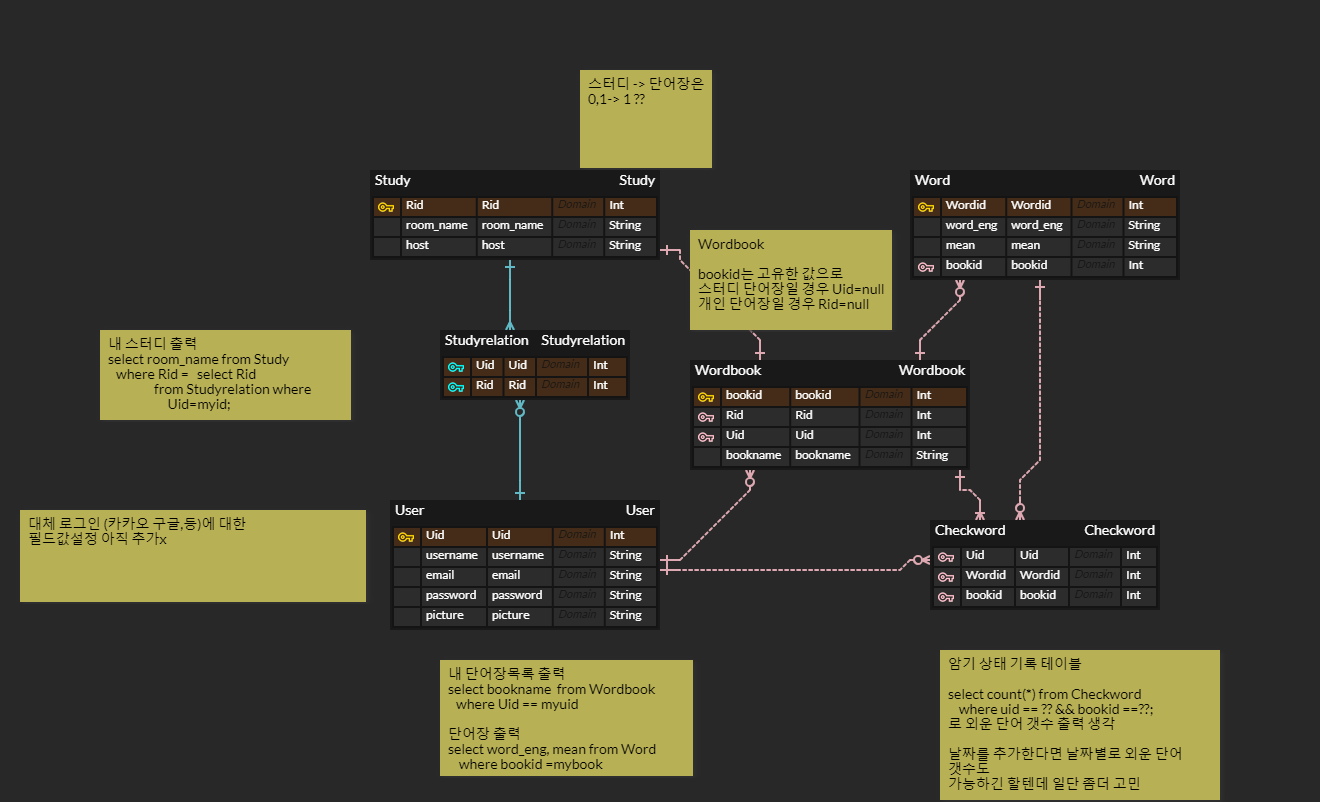 스터디 -> 단어장은
0,1-> 1 ??
Study Study
Rid Rid Domain Int
room_name room_name Domain String
host host Domain String
Word Word
Wordid Wordid Domain Int
word_eng word_eng Domain String
mean mean Domain String
bookid bookid Domain Int
Wordbook
bookid는 고유한 값으로
스터디 단어장일 경우 Uid=null
개인 단어장일 경우 Rid=null
내 스터디 출력
select room_name from Study
where Rid = select Rid
from Studyrelation where
Uid=myid;
Studyrelation Studyrelation
Uid Uid Domain Int
Rid Rid Domain Int
Wordbook Wordbook
bookid bookid Domain Int
Rid Rid Domain Int
Uid Uid Domain Int
bookname bookname Domain String
대체 로그인 (카카오 구글,등)에 대한
필드값설정 아직 추가x
User User
Uid Uid Domain Int
username username Domain String
email email Domain String
password password Domain String
picture picture Domain String
Checkword Checkword
Uid Uid Domain Int
Wordid Wordid Domain Int
bookid bookid Domain Int
내 단어장목록 출력
select bookname from Wordbook
where Uid == myuid
단어장 출력
select word_eng, mean from Word
where bookid =mybook
암기 상태 기록 테이블
select count(*) from Checkword
where uid == ?? && bookid ==??;
로 외운 단어 갯수 출력 생각
날짜를 추가한다면 날짜별로 외운 단어
갯수도
가능하긴 할텐데 일단 좀더 고민